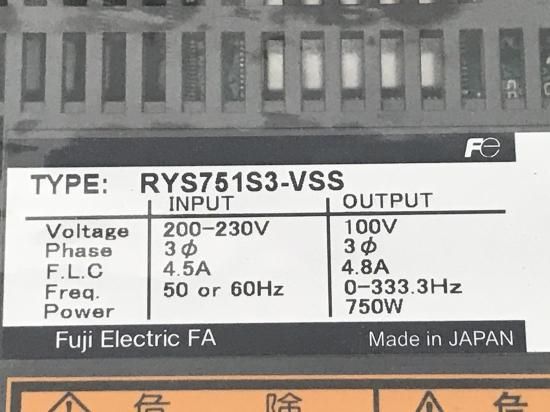 Fe
TYPE: RYS751S3-VSS
INPUT OUTPUT
Voltage 200-230V 100V
Phase 3ϕ 3ϕ
F.L.C 4.5A 4.8A
Freq. 50 or 60Hz 0-333.3Hz
Power 750W
Fuji Electric FA Made in JAPAN
危 険 危